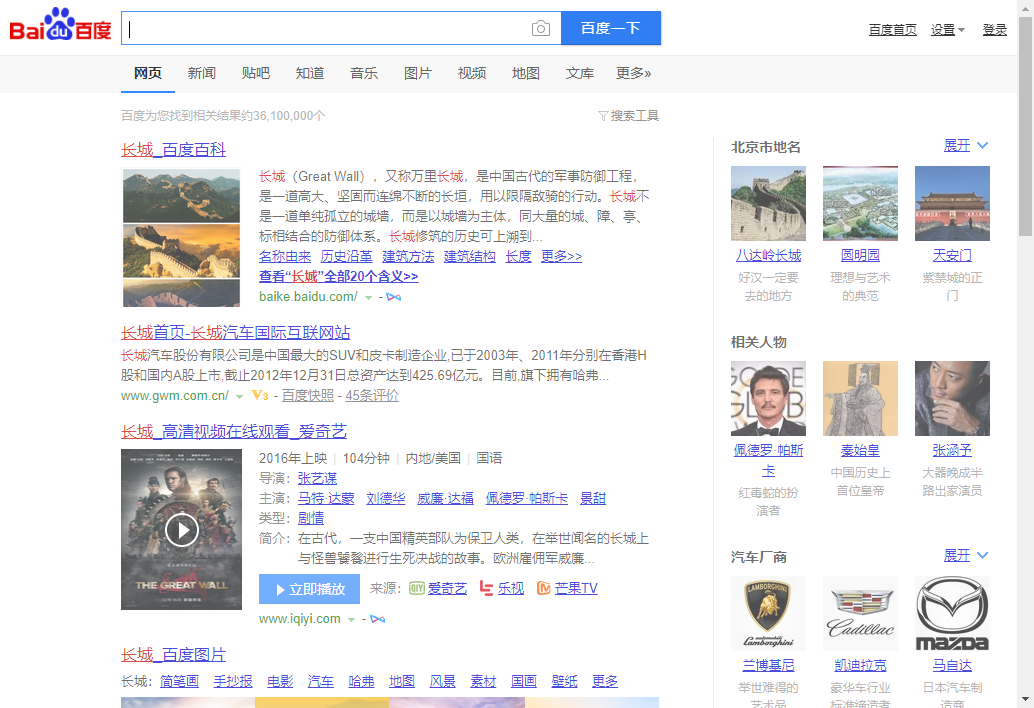 Bai du 百度
百度一下
百度首页 设置 登录
网页 新闻 贴吧 知道 音乐 图片 视频 地图 文库 更多»
百度为您找到相关结果约36,100,000个
搜索工具
长城_百度百科
长城（Great Wall），又称万里长城，是中国古代的军事防御工程，
是一道高大、坚固而连绵不断的长垣，用以限隔敌骑的行动。长城不
是一道单纯孤立的城墙，而是以城墙为主体，同大量的城、障、亭、
标相结合的防御体系。长城修筑的历史可上溯到...
名称由来 历史沿革 建筑方法 建筑结构 长度 更多>>
查看“长城”全部20个含义>>
baike.baidu.com/ -
长城首页-长城汽车国际互联网站
长城汽车股份有限公司是中国最大的SUV和皮卡制造企业,已于2003年、2011年分别在香港H
股和国内A股上市,截止2012年12月31日总资产达到425.69亿元。目前,旗下拥有哈弗...
www.gwm.com.cn/ V3 - 百度快照 - 45条评价
长城_高清视频在线观看_爱奇艺
THE GREAT WALL
2016年上映 | 104分钟 | 内地/美国 | 国语
导演：张艺谋
主演：马特·达蒙 刘德华 威廉·达福 佩德罗·帕斯卡 景甜
类型：剧情
简介：在古代，一支中国精英部队为保卫人类，在举世闻名的长城上
与怪兽饕餮进行生死决战的故事。欧洲雇佣军威廉...
立即播放 来源： 爱奇艺 乐视 芒果TV
www.iqiyi.com -
长城_百度图片
长城：简笔画 手抄报 电影 汽车 哈弗 地图 风景 素材 国画 壁纸 更多
北京市地名 展开
八达岭长城 圆明园 天安门
好汉一定要 理想与艺术 紫禁城的正
去的地方 的典范 门
相关人物
佩德罗·帕斯 秦始皇 张涵予
卡 中国历史上 大器晚成半
红毒蛇的扮 首位皇帝 路出家演员
演者
汽车厂商 展开
LAMBORGHINI
automobili Lamborghini
Cadillac
mazda
兰博基尼 凯迪拉克 马自达
举世难得的 豪华车行业 日本汽车制
艺术品 标准缔造者 造商